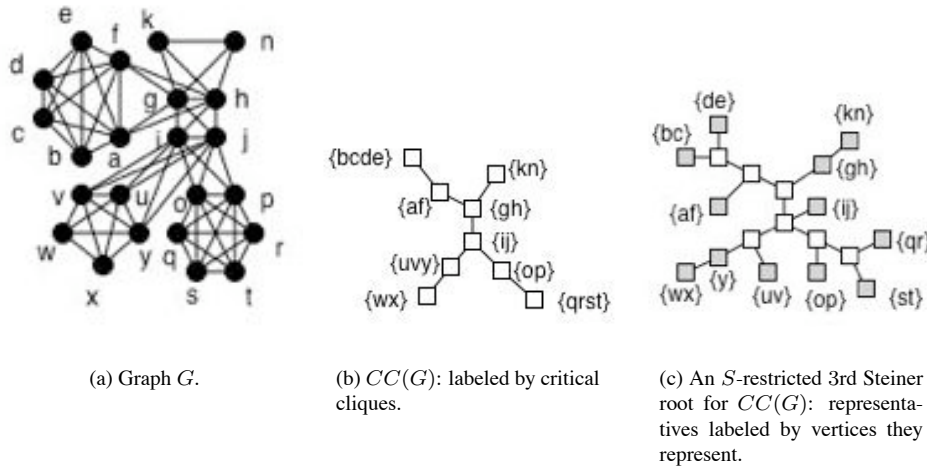 e
f
k
n
d
g
h
c
i
j
b
a
v
u
o
p
w
y
q
r
x
s
t
{bcde}
{kn}
{af}
{gh}
{ij}
{uvy}
{op}
{wx}
{qrst}
{de}
{kn}
{bc}
{gh}
{af}
{ij}
{qr}
{y}
{wx}
{uv}
{op}
{st}
(a) Graph G.
(b) CC(G): labeled by critical
cliques.
(c) An S-restricted 3rd Steiner
root for CC(G): representa-
tives labeled by vertices they
represent.